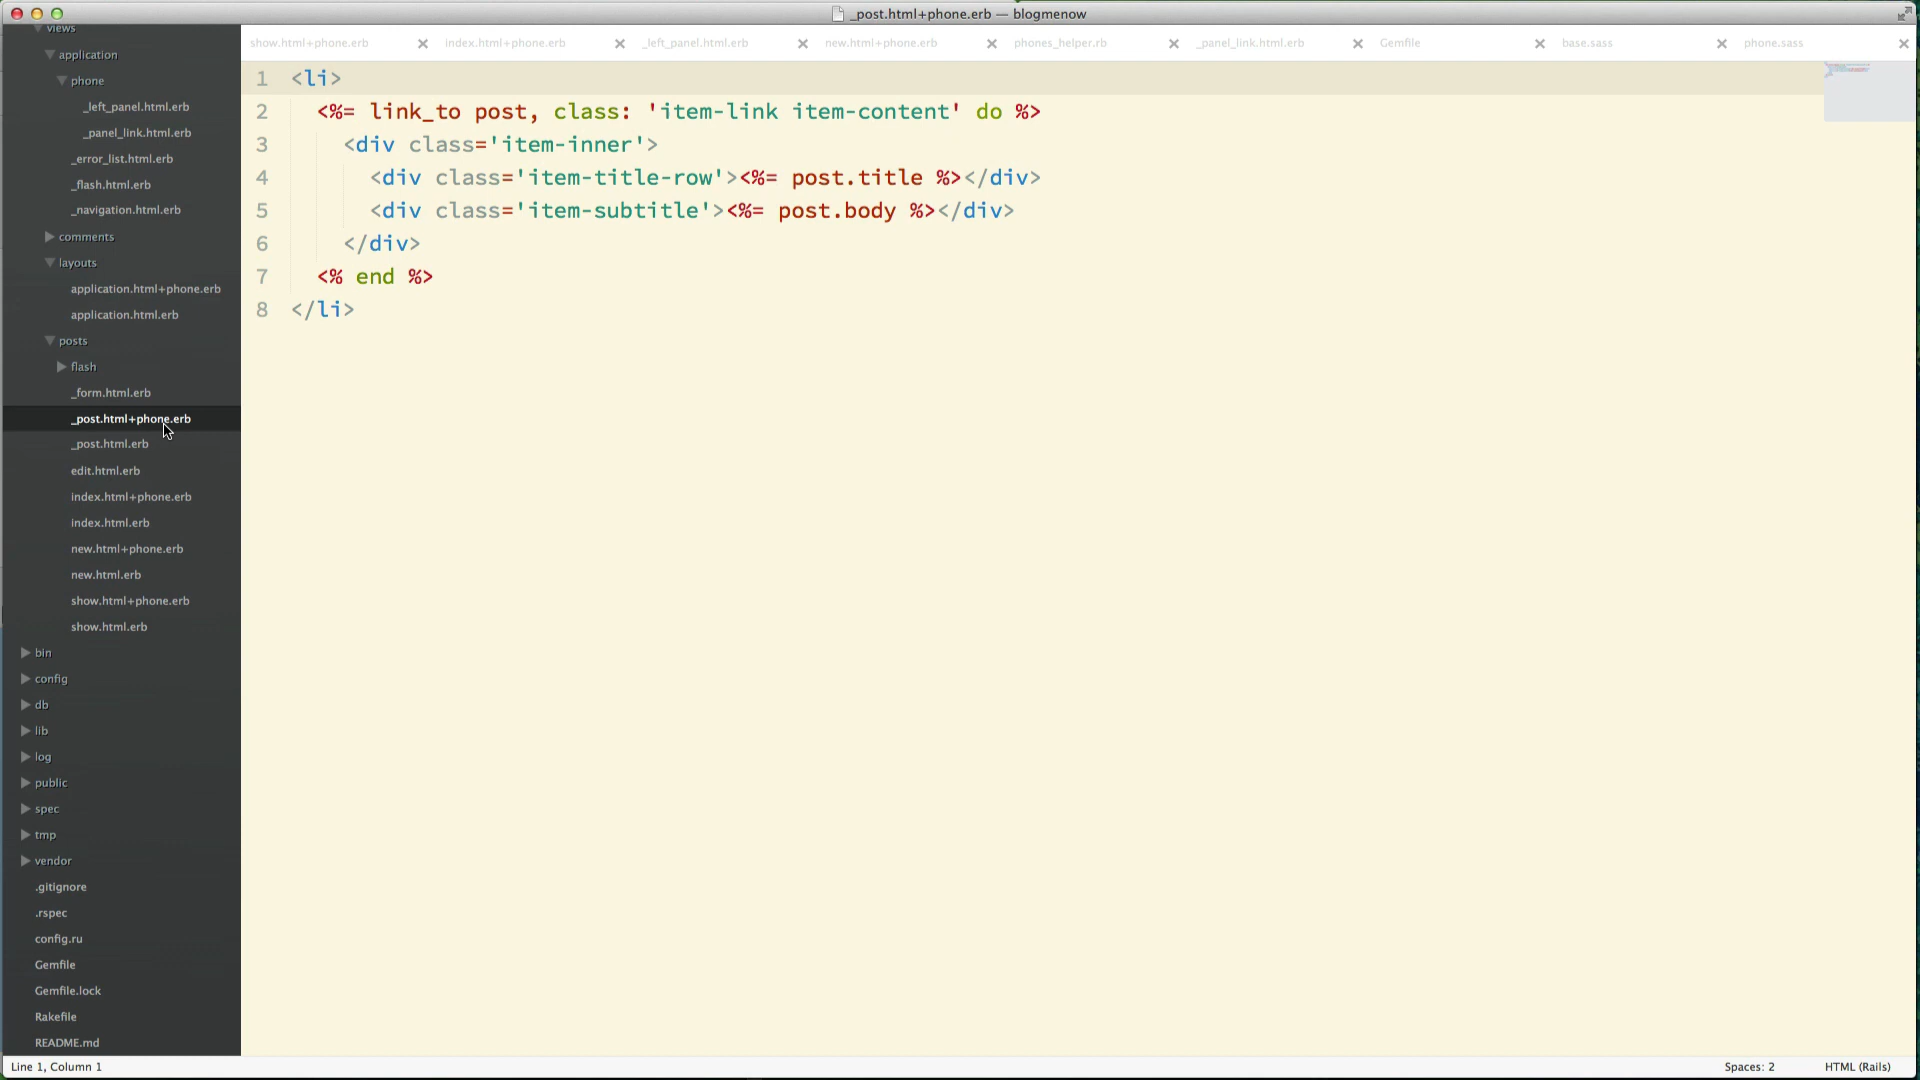 _post.html+phone.erb — blogmenow
views
application
phone
_left_panel.html.erb
_panel_link.html.erb
_error_list.html.erb
_flash.html.erb
_navigation.html.erb
comments
layouts
application.html+phone.erb
application.html.erb
posts
flash
_form.html.erb
_post.html+phone.erb
_post.html.erb
edit.html.erb
index.html+phone.erb
index.html.erb
new.html+phone.erb
new.html.erb
show.html+phone.erb
show.html.erb
bin
config
db
lib
log
public
spec
tmp
vendor
.gitignore
.rspec
config.ru
Gemfile
Gemfile.lock
Rakefile
README.md
show.html+phone.erb index.html+phone.erb _left_panel.html.erb new.html+phone.erb phones_helper.rb _panel_link.html.erb Gemfile base.sass phone.sass
1 <li>
2 <%= link_to post, class: 'item-link item-content' do %>
3 <div class='item-inner'>
4 <div class='item-title-row'><%= post.title %></div>
5 <div class='item-subtitle'><%= post.body %></div>
6 </div>
7 <% end %>
8 </li>
Line 1, Column 1 Spaces: 2 HTML (Rails)